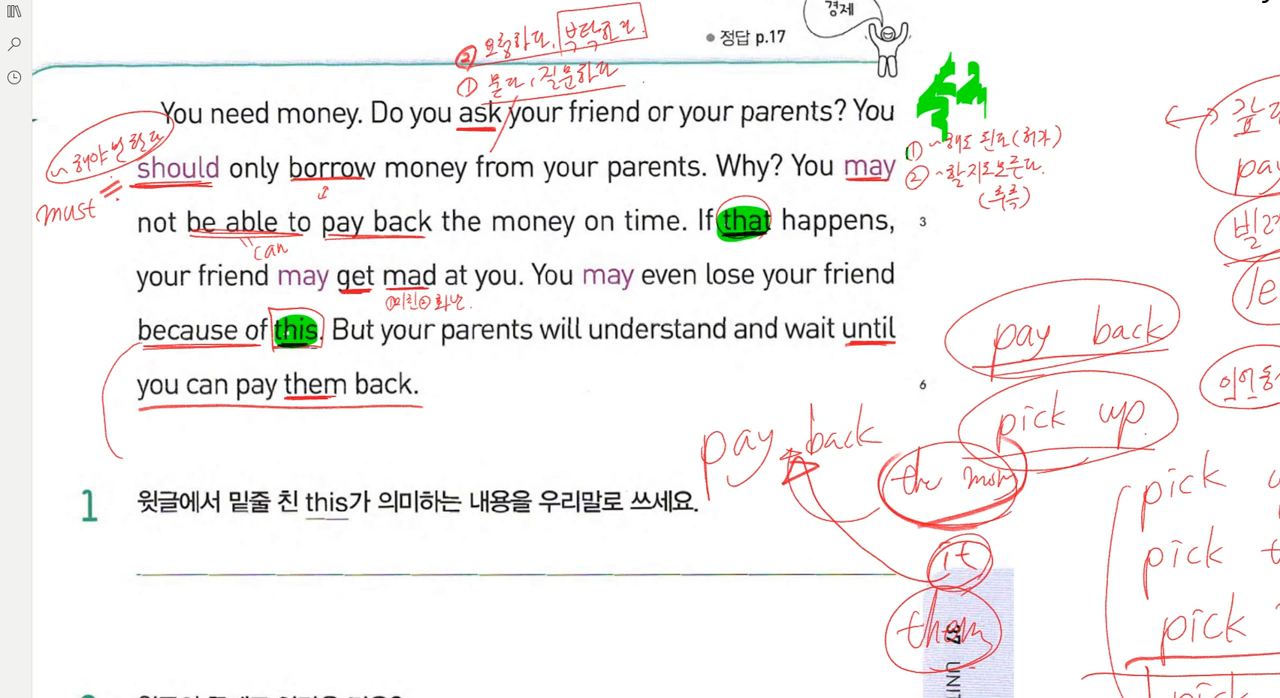 경제
② 요청하다, 부탁하다
• 정답 p.17
① 묻다, 질문하다
You need money. Do you ask your friend or your parents? You
~해야만 한다
should only borrow money from your parents. Why? You may
must
① ~해도 된다 (허가)
② ~할지도 모른다.
(추측)
not be able to pay back the money on time. If that happens,
3
can
your friend may get mad at you. You may even lose your friend
①미친 ②화난.
because of this. But your parents will understand and wait until
you can pay them back.
6
pay
pay back
pick up
pay back
the mon
it
them
pick
pick
pick
1 윗글에서 밑줄 친 this가 의미하는 내용을 우리말로 쓰세요.
37 UNIT